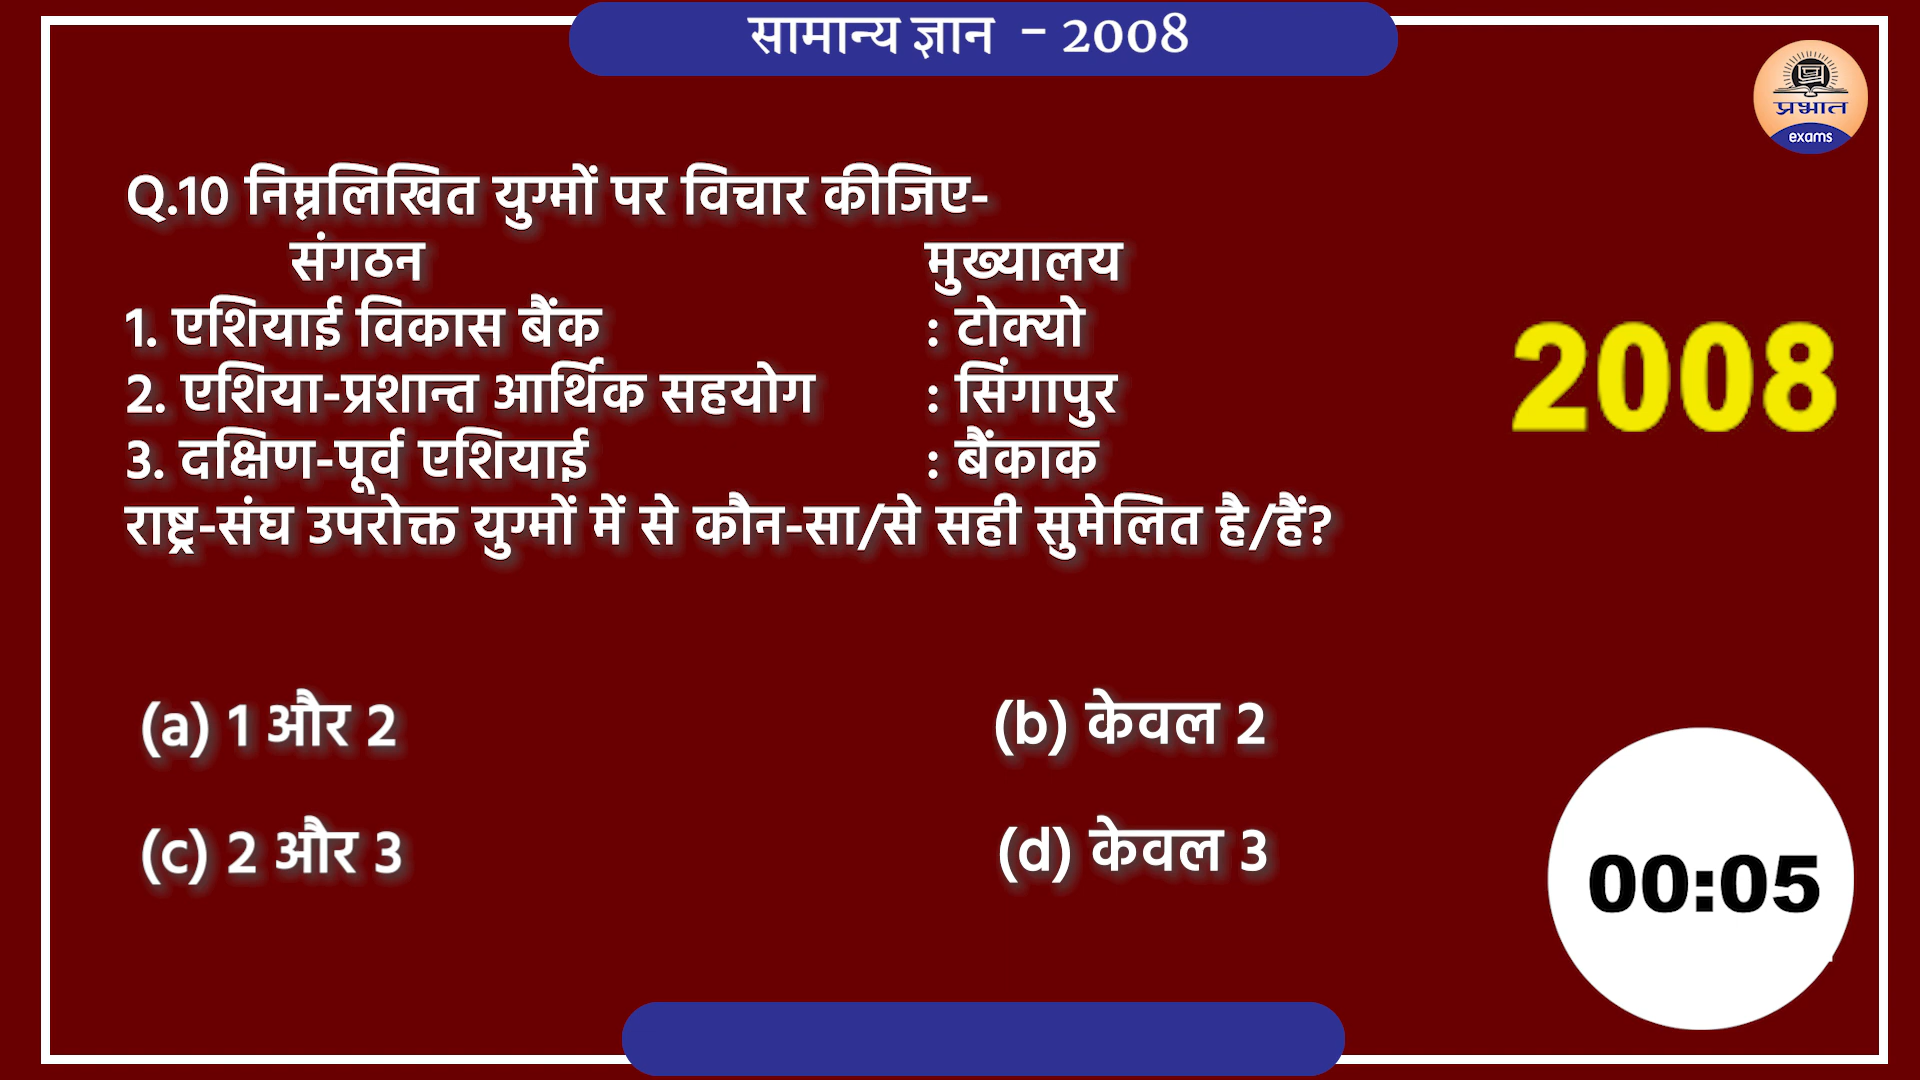 सामान्य ज्ञान - 2008
प्रभात
exams
Q.10 निम्नलिखित युग्मों पर विचार कीजिए-
संगठन मुख्यालय
1. एशियाई विकास बैंक : टोक्यो
2. एशिया-प्रशान्त आर्थिक सहयोग : सिंगापुर
3. दक्षिण-पूर्व एशियाई : बैंकाक
राष्ट्र-संघ उपरोक्त युग्मों में से कौन-सा/से सही सुमेलित है/हैं?
2008
(a) 1 और 2 (b) केवल 2
(c) 2 और 3 (d) केवल 3
00:05